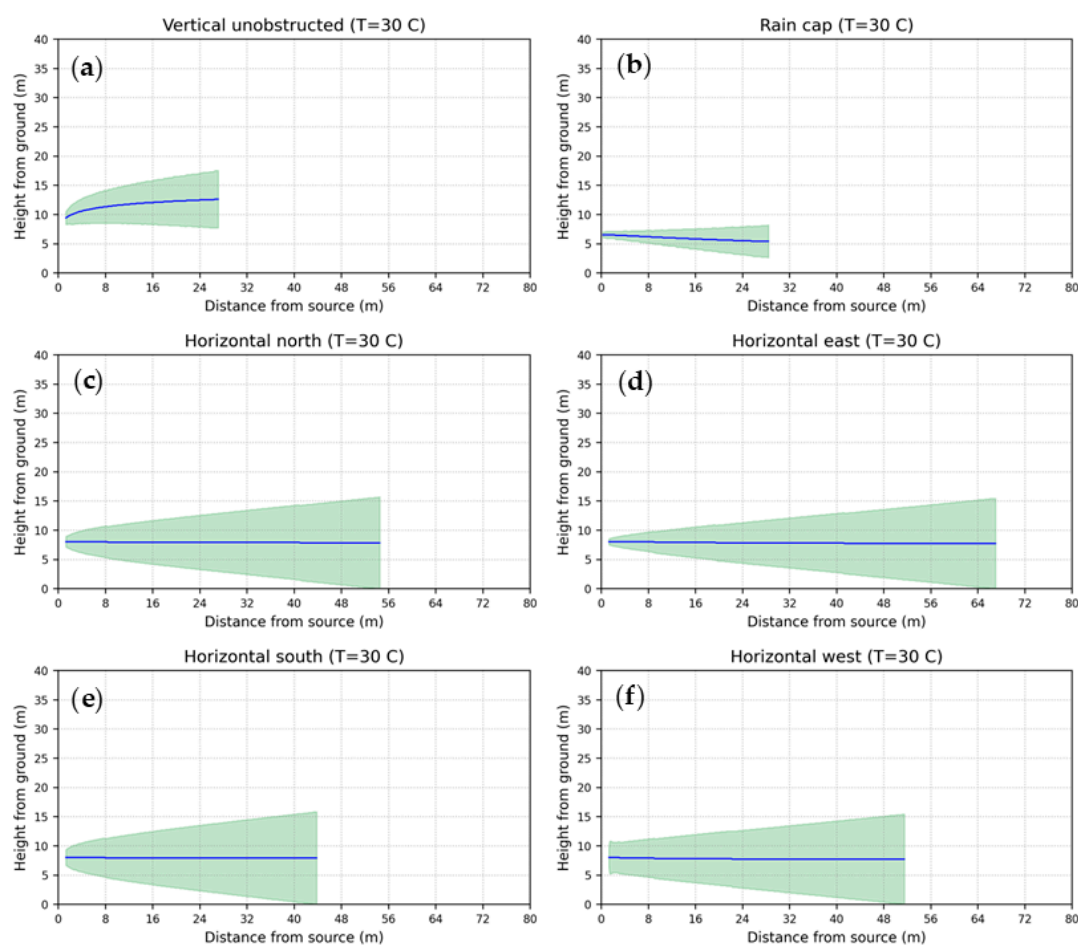 Vertical unobstructed (T=30 C)
(a)
40
35
30
25
20
15
10
5
0
Height from ground (m)
0 8 16 24 32 40 48 56 64 72 80
Distance from source (m)
Rain cap (T=30 C)
(b)
40
35
30
25
20
15
10
5
0
Height from ground (m)
0 8 16 24 32 40 48 56 64 72 80
Distance from source (m)
Horizontal north (T=30 C)
(c)
40
35
30
25
20
15
10
5
0
Height from ground (m)
0 8 16 24 32 40 48 56 64 72 80
Distance from source (m)
Horizontal east (T=30 C)
(d)
40
35
30
25
20
15
10
5
0
Height from ground (m)
0 8 16 24 32 40 48 56 64 72 80
Distance from source (m)
Horizontal south (T=30 C)
(e)
40
35
30
25
20
15
10
5
0
Height from ground (m)
0 8 16 24 32 40 48 56 64 72 80
Distance from source (m)
Horizontal west (T=30 C)
(f)
40
35
30
25
20
15
10
5
0
Height from ground (m)
0 8 16 24 32 40 48 56 64 72 80
Distance from source (m)